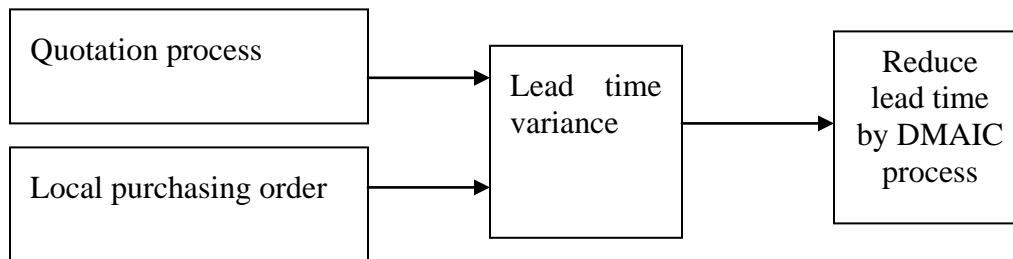 Quotation process
Local purchasing order
Lead time
variance
Reduce
lead time
by DMAIC
process